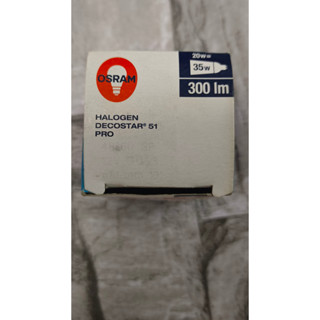 OSRAM
HALOGEN
DECOSTAR® 51
PRO
20W
35W
300 lm